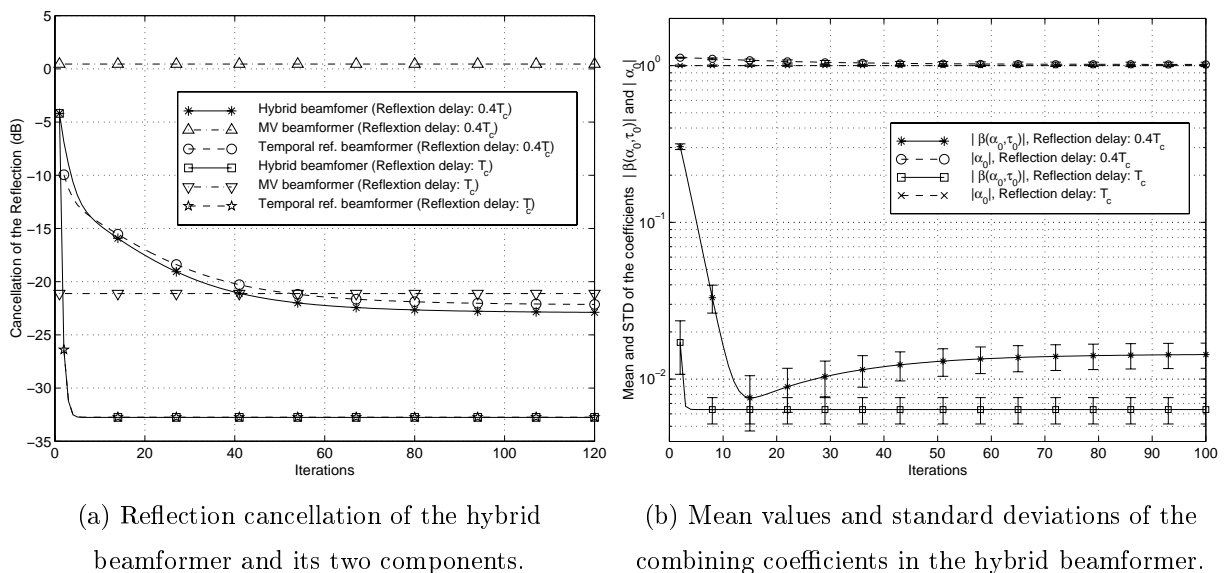 5
0
−5
−10
−15
−20
−25
−30
−35
Cancellation of the Reflection (dB)
Hybrid beamfomer (Reflextion delay: 0.4T_c)
MV beamformer (Reflextion delay: 0.4T_c)
Temporal ref. beamformer (Reflextion delay: 0.4T_c)
Hybrid beamformer (Reflextion delay: T_c)
MV beamformer (Reflextion delay: T_c)
Temporal ref. beamformer (Reflextion delay: T_c)
0 20 40 60 80 100 120
Iterations
10^0
10^−1
10^−2
Mean and STD of the coefficients | β(α_0,τ_0)| and | α_0|
| β(α_0,τ_0)|, Reflection delay: 0.4T_c
|α_0|, Reflection delay: 0.4T_c
| β(α_0,τ_0)|, Reflection delay: T_c
|α_0|, Reflection delay: T_c
0 10 20 30 40 50 60 70 80 90 100
Iterations
(a) Reflection cancellation of the hybrid
beamformer and its two components.
(b) Mean values and standard deviations of the
combining coefficients in the hybrid beamformer.